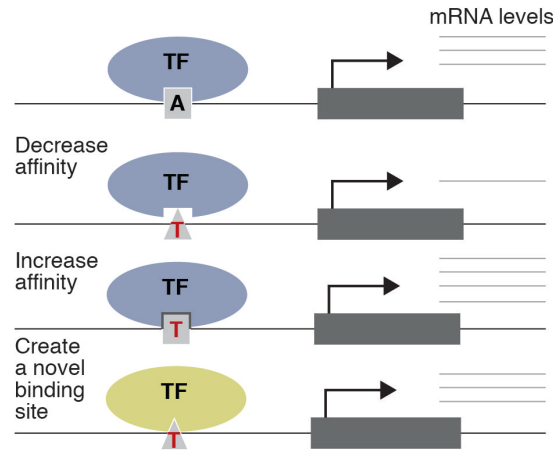 mRNA levels
TF
A
Decrease
affinity
TF
T
Increase
affinity
TF
T
Create
a novel
binding
site
TF
T